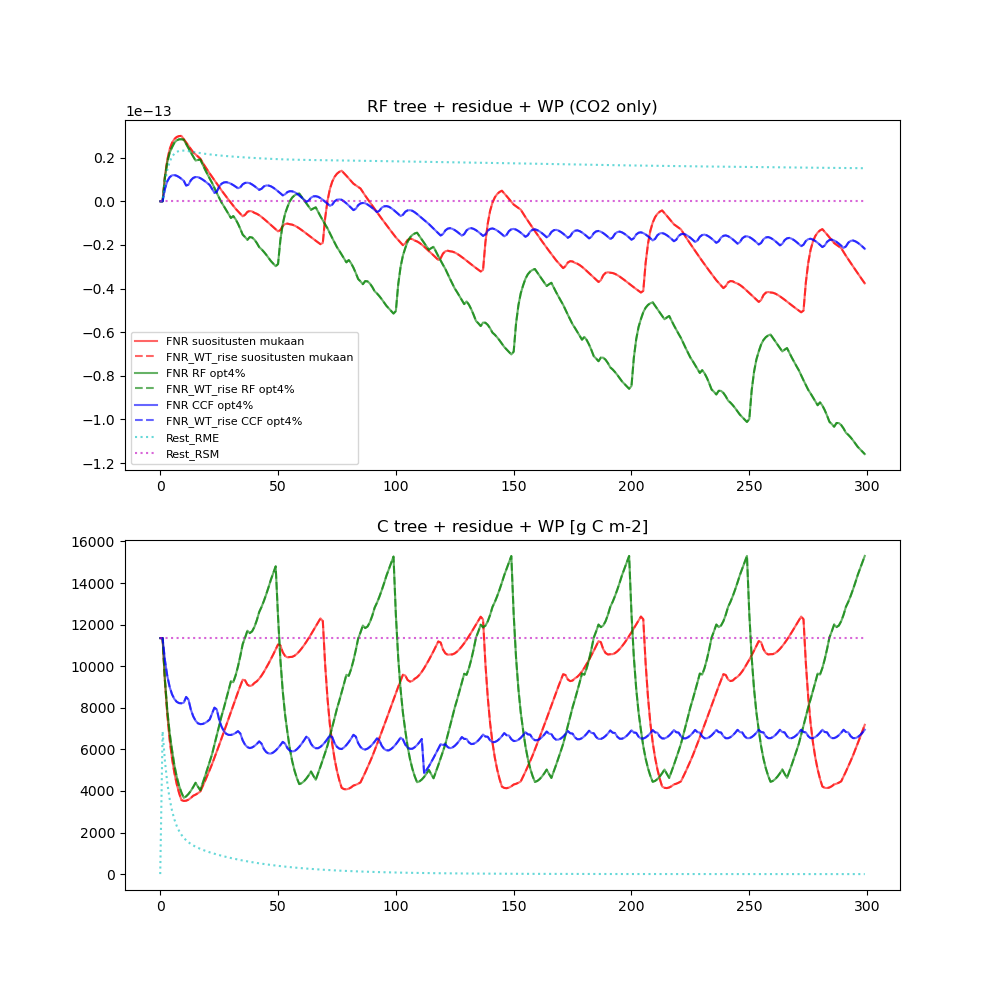 RF tree + residue + WP (CO2 only)
1e−13
0.2
0.0
−0.2
−0.4
−0.6
−0.8
−1.0
−1.2
FNR suositusten mukaan
FNR_WT_rise suositusten mukaan
FNR RF opt4%
FNR_WT_rise RF opt4%
FNR CCF opt4%
FNR_WT_rise CCF opt4%
Rest_RME
Rest_RSM
0 50 100 150 200 250 300
C tree + residue + WP [g C m-2]
16000
14000
12000
10000
8000
6000
4000
2000
0
0 50 100 150 200 250 300